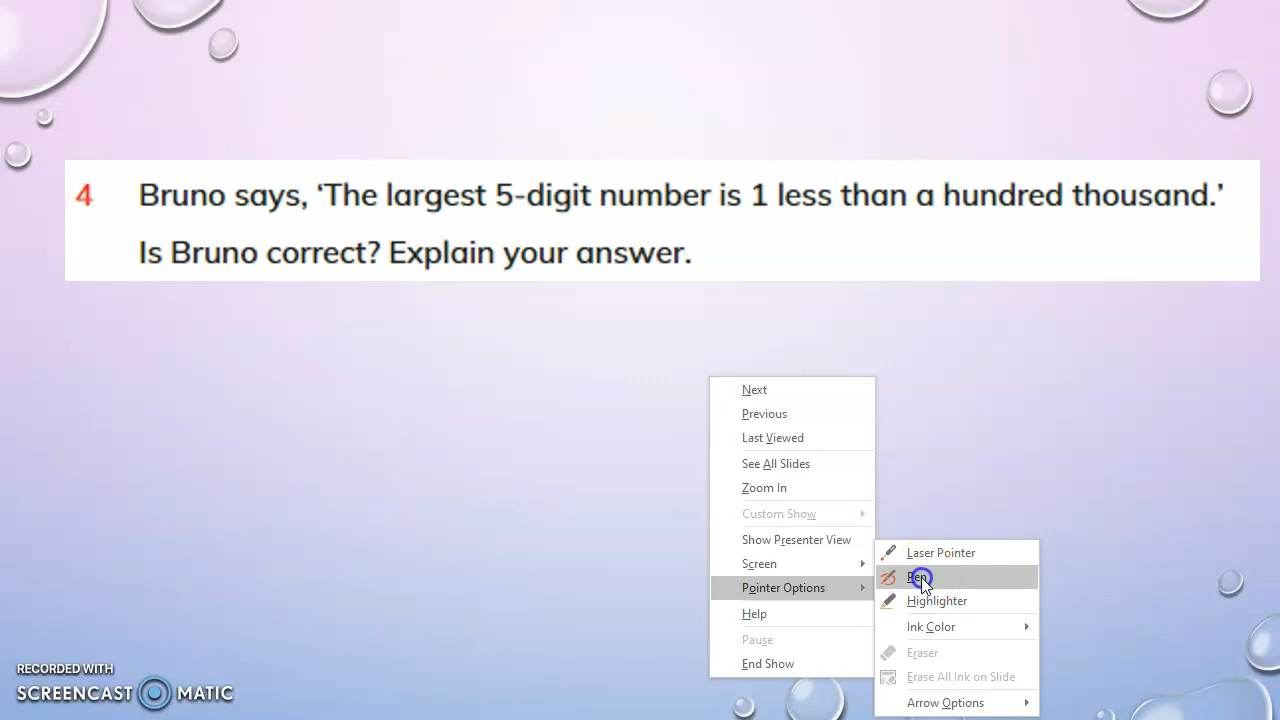 4 Bruno says, ‘The largest 5-digit number is 1 less than a hundred thousand.’
Is Bruno correct? Explain your answer.
Next
Previous
Last Viewed
See All Slides
Zoom In
Custom Show
Show Presenter View
Screen
Pointer Options
Help
Pause
End Show
Laser Pointer
Pen
Highlighter
Ink Color
Eraser
Erase All Ink on Slide
Arrow Options
RECORDED WITH
SCREENCAST MATIC